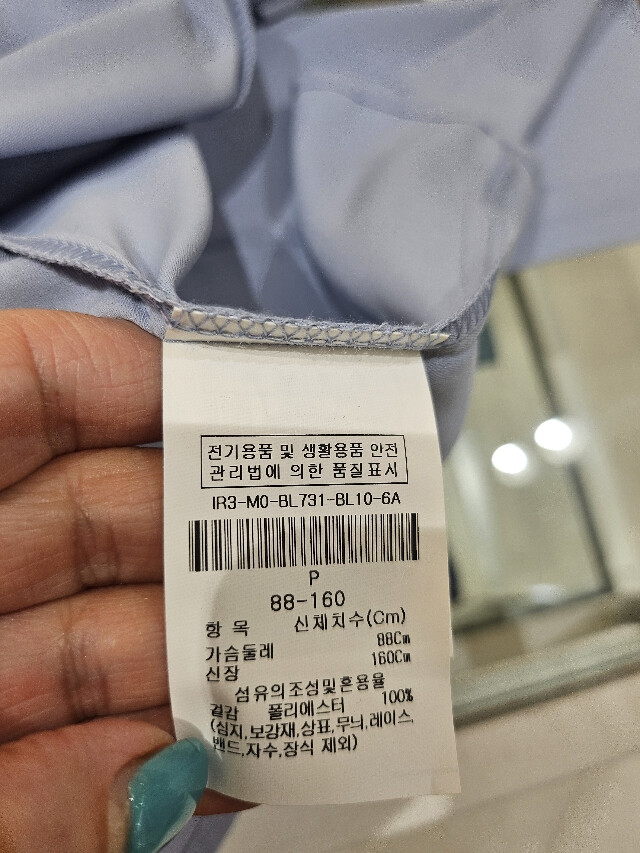 전기용품 및 생활용품 안전
관리법에 의한 품질표시
IR3-M0-BL731-BL10-6A
P
88-160
항 목 신체치수(Cm)
가슴둘레 88Cm
신장 160Cm
섬유의조성및혼용율
겉감 폴리에스터 100%
(심지,보강재,상표,무늬,레이스,
밴드,자수,장식 제외)